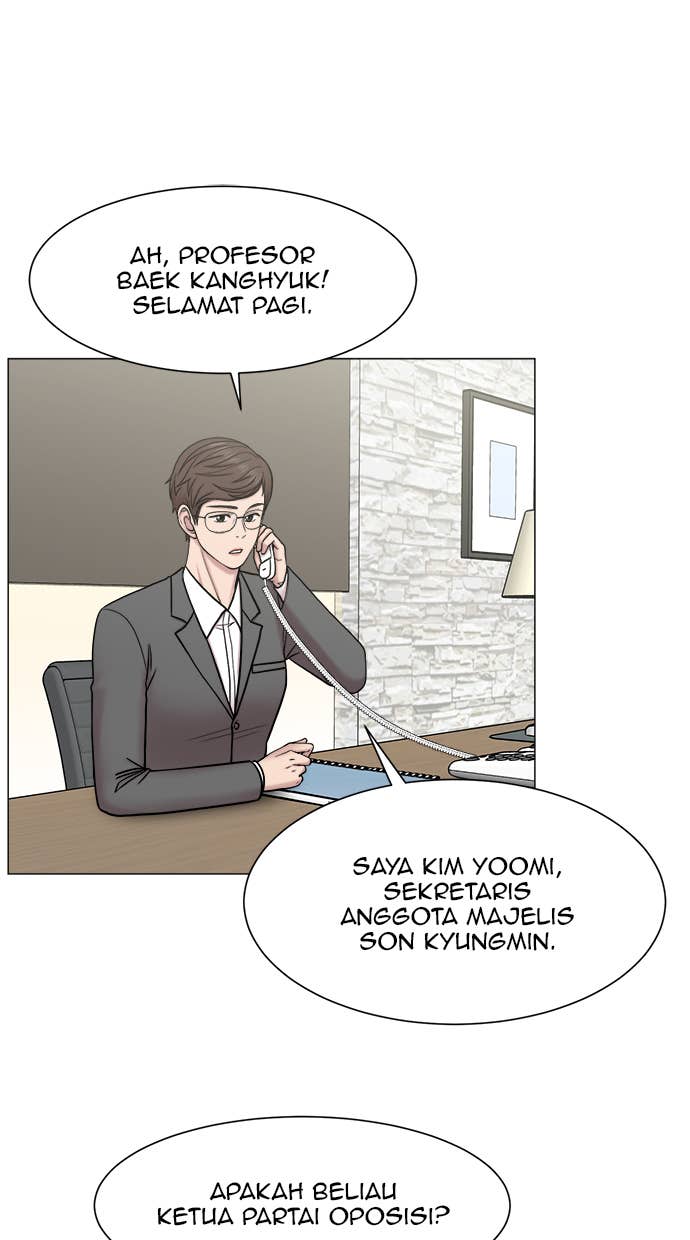 AH, PROFESOR
BAEK KANGHYUK!
SELAMAT PAGI.
SAYA KIM YOOMI,
SEKRETARIS
ANGGOTA MAJELIS
SON KYUNGMIN.
APAKAH BELIAU
KETUA PARTAI OPOSISI?